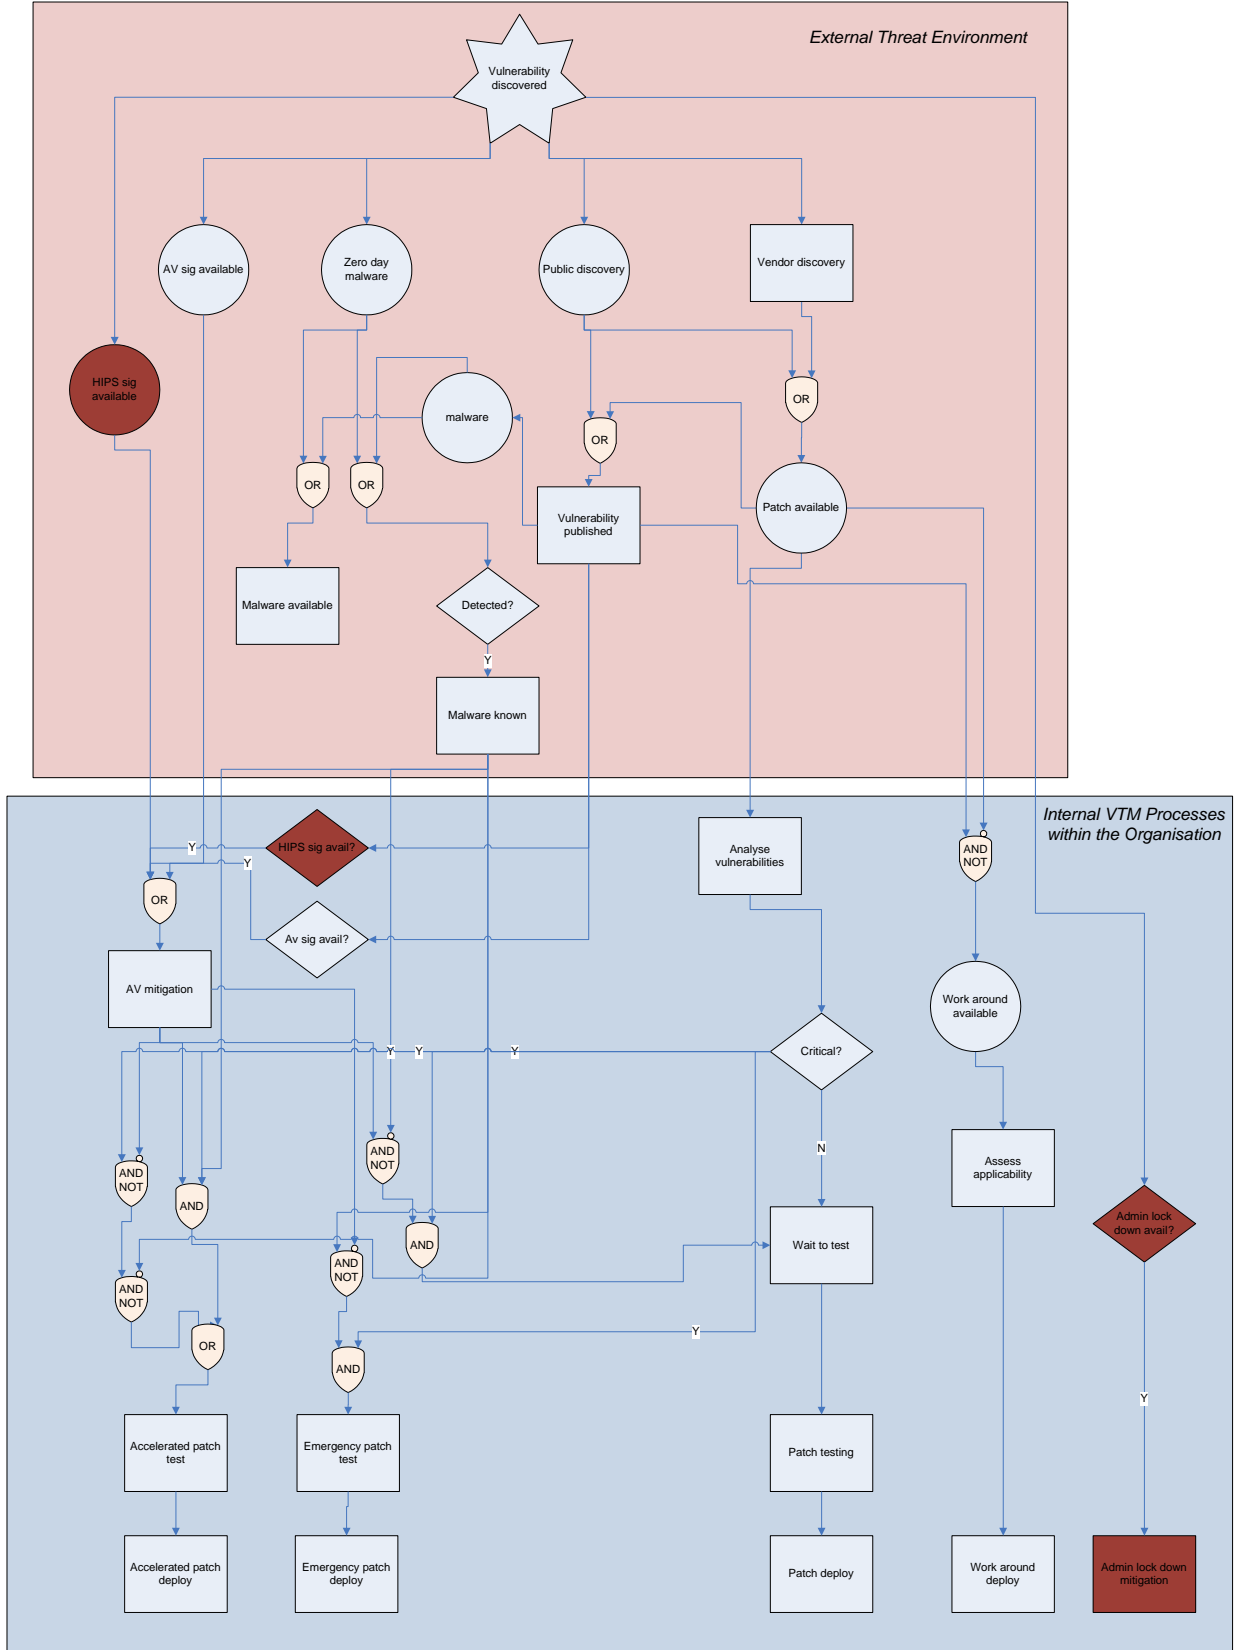 External Threat Environment
Vulnerability
discovered
AV sig available
Zero day
malware
Public discovery
Vendor discovery
HIPS sig
available
malware
OR
OR
OR
OR
Vulnerability
published
Patch available
Malware available
Detected?
Y
Malware known
Internal VTM Processes
within the Organisation
HIPS sig avail?
Y
Y
Analyse
vulnerabilities
AND
NOT
OR
Av sig avail?
AV mitigation
Work around
available
Critical?
Y
Y
Y
AND
NOT
AND
NOT
AND
N
Assess
applicability
Admin lock
down avail?
AND
Wait to test
AND
NOT
AND
NOT
OR
AND
Y
Y
Accelerated patch
test
Emergency patch
test
Patch testing
Accelerated patch
deploy
Emergency patch
deploy
Patch deploy
Work around
deploy
Admin lock down
mitigation